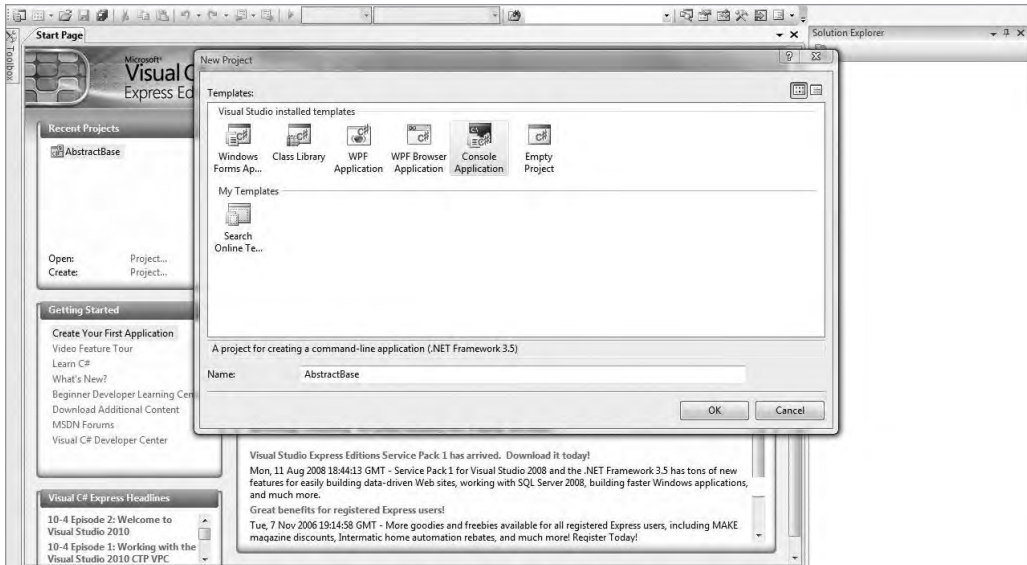 Start Page
Solution Explorer
Toolbox
Microsoft
Visual C
Express Ed
Recent Projects
AbstractBase
Open: Project...
Create: Project...
Getting Started
Create Your First Application
Video Feature Tour
Learn C#
What's New?
Beginner Developer Learning Cen
Download Additional Content
MSDN Forums
Visual C# Developer Center
Visual C# Express Headlines
10-4 Episode 2: Welcome to
Visual Studio 2010
10-4 Episode 1: Working with the
Visual Studio 2010 CTP VPC
New Project
Templates:
Visual Studio installed templates
Windows Forms Ap...
Class Library
WPF Application
WPF Browser Application
Console Application
Empty Project
My Templates
Search Online Te...
A project for creating a command-line application (.NET Framework 3.5)
Name: AbstractBase
OK Cancel
Visual Studio Express Editions Service Pack 1 has arrived. Download it today!
Mon, 11 Aug 2008 18:44:13 GMT - Service Pack 1 for Visual Studio 2008 and the .NET Framework 3.5 has tons of new
features for easily building data-driven Web sites, working with SQL Server 2008, building faster Windows applications,
and much more.
Great benefits for registered Express users!
Tue, 7 Nov 2006 19:14:58 GMT - More goodies and freebies available for all registered Express users, including MAKE
magazine discounts, Intermatic home automation rebates, and much more! Register Today!